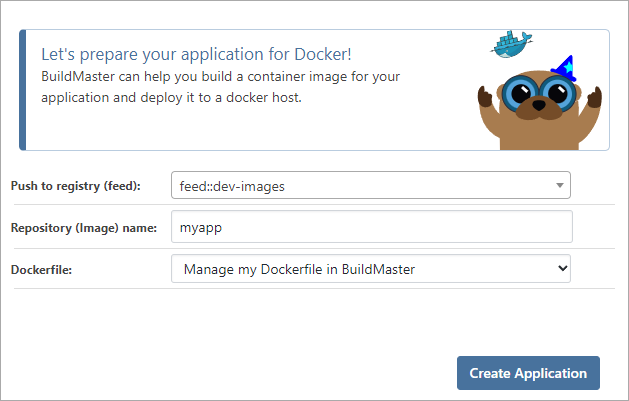 Let's prepare your application for Docker!
BuildMaster can help you build a container image for your
application and deploy it to a docker host.
Push to registry (feed): feed::dev-images
Repository (Image) name: myapp
Dockerfile: Manage my Dockerfile in BuildMaster
Create Application